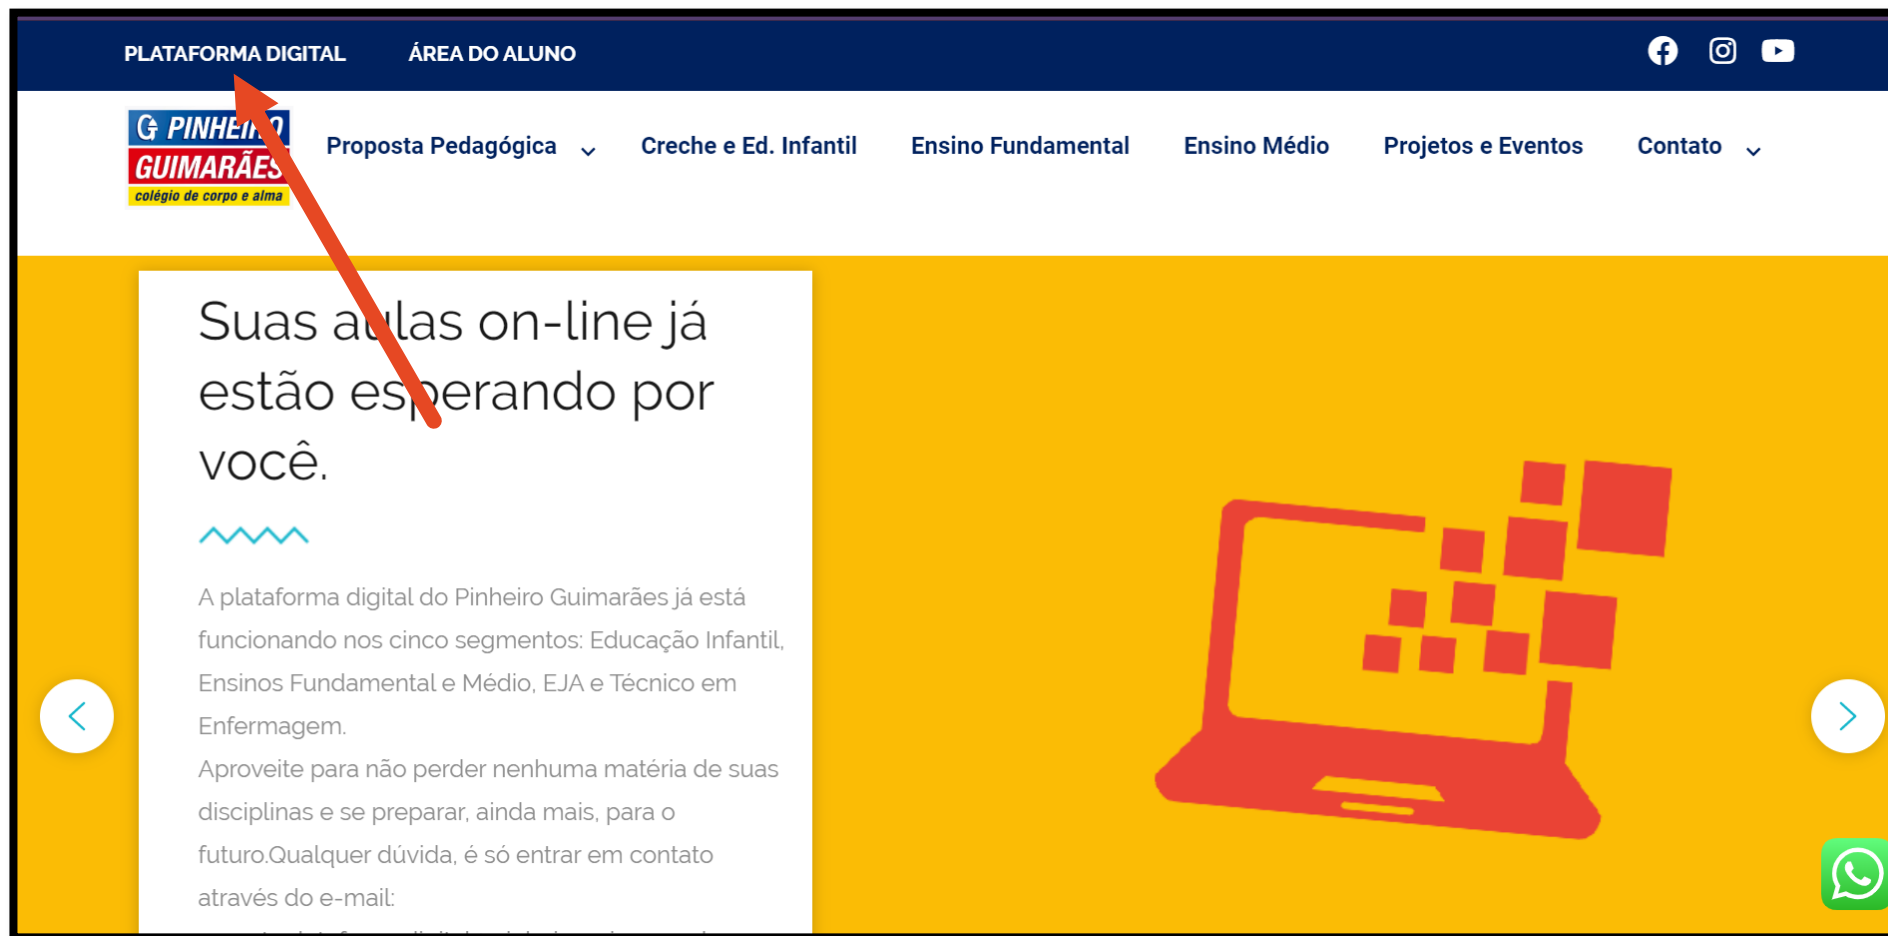 PLATAFORMA DIGITAL
ÁREA DO ALUNO
G PINHEIRO
GUIMARÃES
colégio de corpo e alma
Proposta Pedagógica
Creche e Ed. Infantil
Ensino Fundamental
Ensino Médio
Projetos e Eventos
Contato
Suas aulas on-line já
estão esperando por
você.
A plataforma digital do Pinheiro Guimarães já está
funcionando nos cinco segmentos: Educação Infantil,
Ensinos Fundamental e Médio, EJA e Técnico em
Enfermagem.
Aproveite para não perder nenhuma matéria de suas
disciplinas e se preparar, ainda mais, para o
futuro.Qualquer dúvida, é só entrar em contato
através do e-mail: